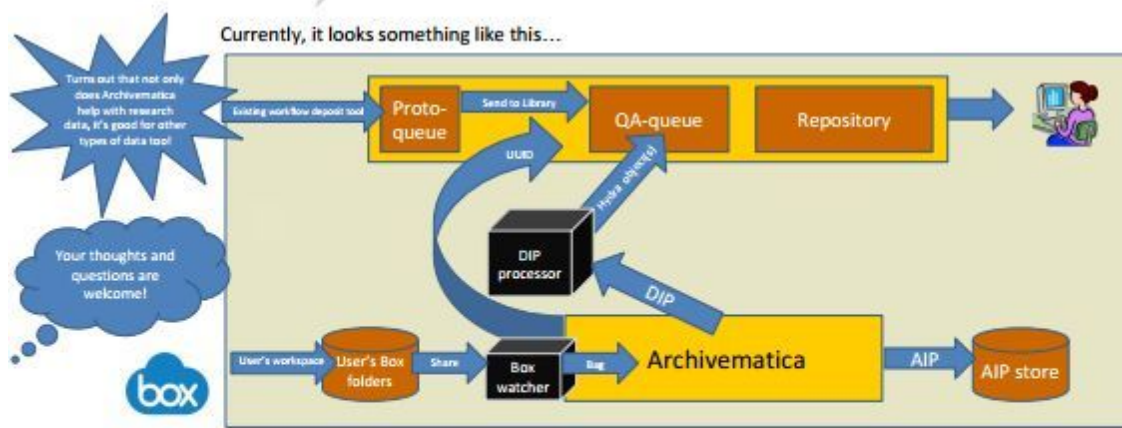 Currently, it looks something like this…
Turns out that not only
does Archivematica
help with research
data, it's good for other
types of data too!
Existing workflow deposit tool
Proto-
queue
Send to Library
QA-queue
Repository
UUID
Hydra object(s)
Your thoughts and
questions are
welcome!
DIP
processor
DIP
User's workspace
User's Box
folders
Share
Box
watcher
Bag
Archivematica
AIP
AIP store
box